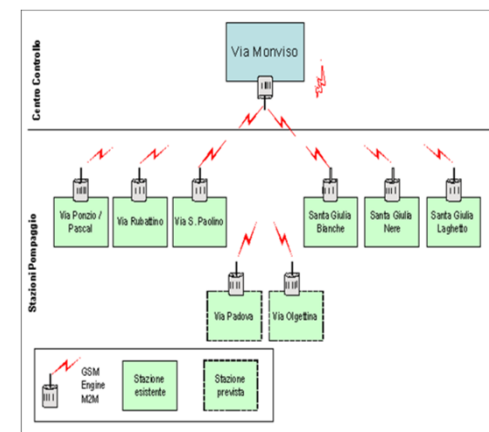 Centro Controllo
Via Monviso
Stazioni Pompaggio
Via Ponzio /
Pascal
Via Rubattino
Via S. Paolino
Santa Giulia
Bianche
Santa Giulia
Nere
Santa Giulia
Laghetto
Via Padova
Via Olgettina
GSM
Engine
M2M
Stazione
esistente
Stazione
prevista